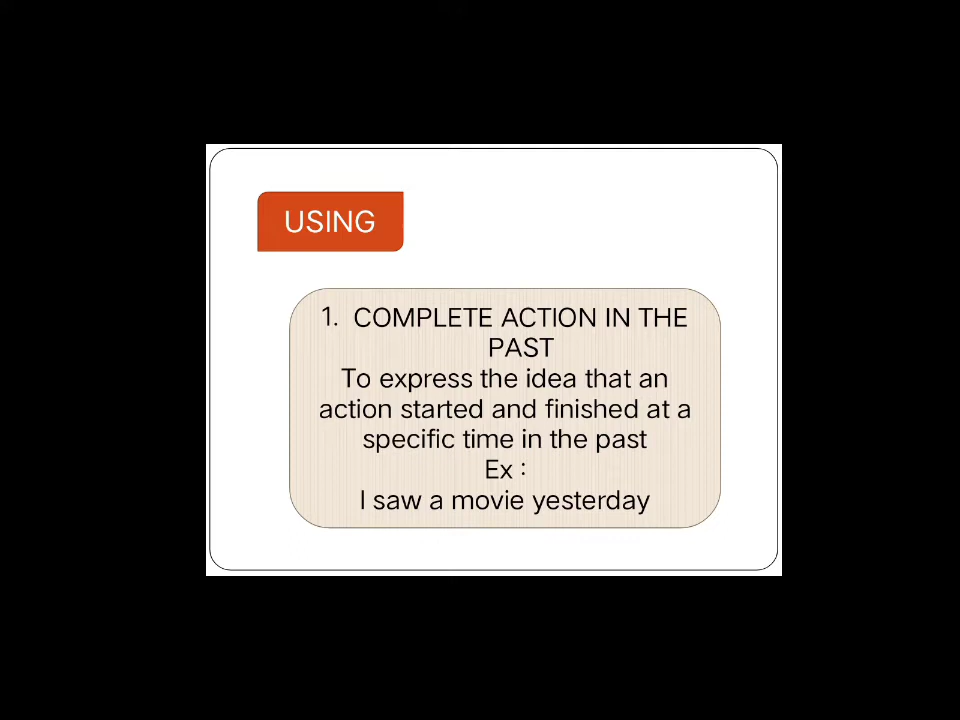 USING
1. COMPLETE ACTION IN THE
PAST
To express the idea that an
action started and finished at a
specific time in the past
Ex :
I saw a movie yesterday